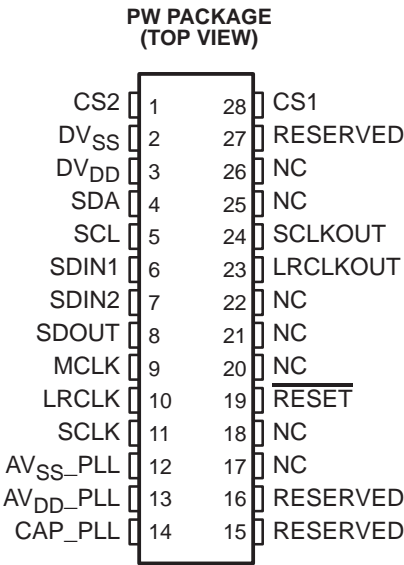 PW PACKAGE
(TOP VIEW)
CS2 1 28 CS1
DVSS 2 27 RESERVED
DVDD 3 26 NC
SDA 4 25 NC
SCL 5 24 SCLKOUT
SDIN1 6 23 LRCLKOUT
SDIN2 7 22 NC
SDOUT 8 21 NC
MCLK 9 20 NC
LRCLK 10 19 RESET
SCLK 11 18 NC
AVSS_PLL 12 17 NC
AVDD_PLL 13 16 RESERVED
CAP_PLL 14 15 RESERVED